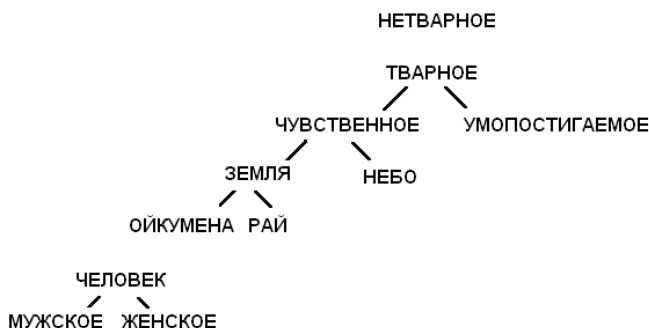 НЕТВАРНОЕ
ТВАРНОЕ
ЧУВСТВЕННОЕ УМОПОСТИГАЕМОЕ
ЗЕМЛЯ НЕБО
ОЙКУМЕНА РАЙ
ЧЕЛОВЕК
МУЖСКОЕ ЖЕНСКОЕ